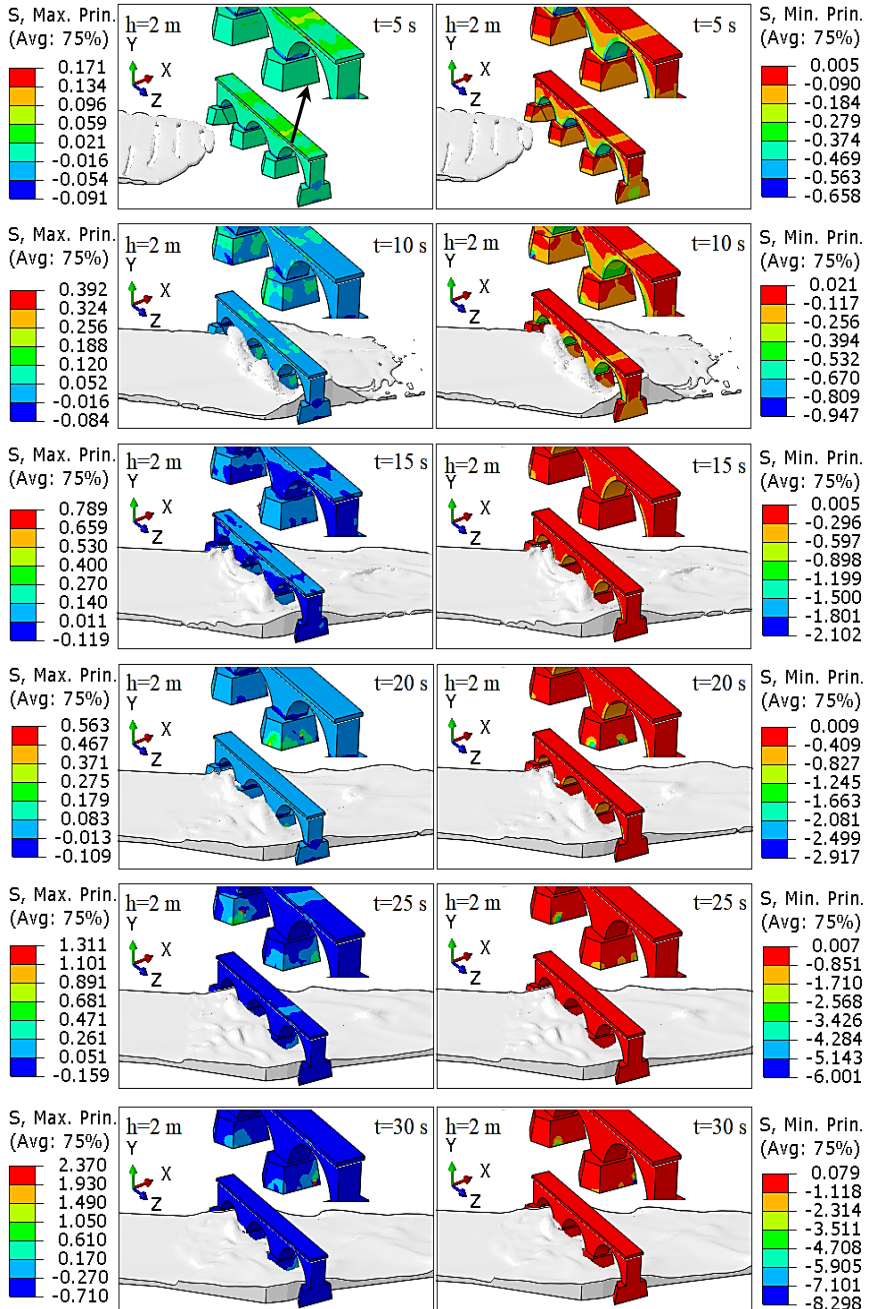 S, Max. Prin.
(Avg: 75%)
0.171
0.134
0.096
0.059
0.021
-0.016
-0.054
-0.091
h=2 m
t=5 s
Y
X
Z
h=2 m
t=5 s
Y
X
Z
S, Min. Prin.
(Avg: 75%)
0.005
-0.090
-0.184
-0.279
-0.374
-0.469
-0.563
-0.658
S, Max. Prin.
(Avg: 75%)
0.392
0.324
0.256
0.188
0.120
0.052
-0.016
-0.084
h=2 m
t=10 s
Y
X
Z
h=2 m
t=10 s
Y
X
Z
S, Min. Prin.
(Avg: 75%)
0.021
-0.117
-0.256
-0.394
-0.532
-0.670
-0.809
-0.947
S, Max. Prin.
(Avg: 75%)
0.789
0.659
0.530
0.400
0.270
0.140
0.011
-0.119
h=2 m
t=15 s
Y
X
Z
h=2 m
t=15 s
Y
X
Z
S, Min. Prin.
(Avg: 75%)
0.005
-0.296
-0.597
-0.898
-1.199
-1.500
-1.801
-2.102
S, Max. Prin.
(Avg: 75%)
0.563
0.467
0.371
0.275
0.179
0.083
-0.013
-0.109
h=2 m
t=20 s
Y
X
Z
h=2 m
t=20 s
Y
X
Z
S, Min. Prin.
(Avg: 75%)
0.009
-0.409
-0.827
-1.245
-1.663
-2.081
-2.499
-2.917
S, Max. Prin.
(Avg: 75%)
1.311
1.101
0.891
0.681
0.471
0.261
0.051
-0.159
h=2 m
t=25 s
Y
X
Z
h=2 m
t=25 s
Y
X
Z
S, Min. Prin.
(Avg: 75%)
0.007
-0.851
-1.710
-2.568
-3.426
-4.284
-5.143
-6.001
S, Max. Prin.
(Avg: 75%)
2.370
1.930
1.490
1.050
0.610
0.170
-0.270
-0.710
h=2 m
t=30 s
Y
X
Z
h=2 m
t=30 s
Y
X
Z
S, Min. Prin.
(Avg: 75%)
0.079
-1.118
-2.314
-3.511
-4.708
-5.905
-7.101
-8.298